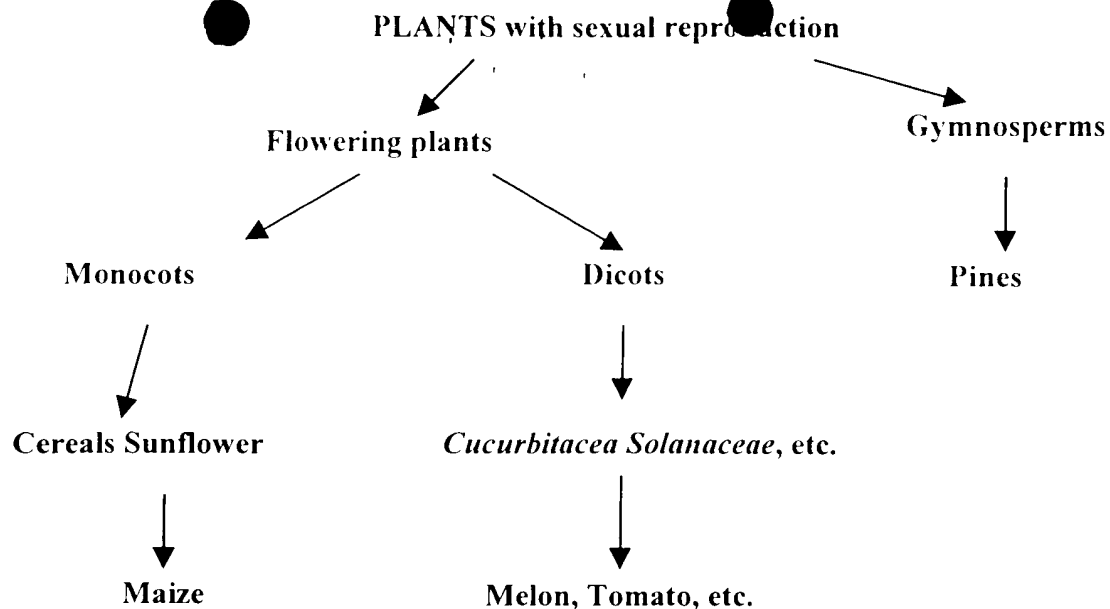 PLANTS with sexual reproduction
Flowering plants
Gymnosperms
Monocots
Dicots
Pines
Cereals Sunflower
Cucurbitacea Solanaceae, etc.
Maize
Melon, Tomato, etc.